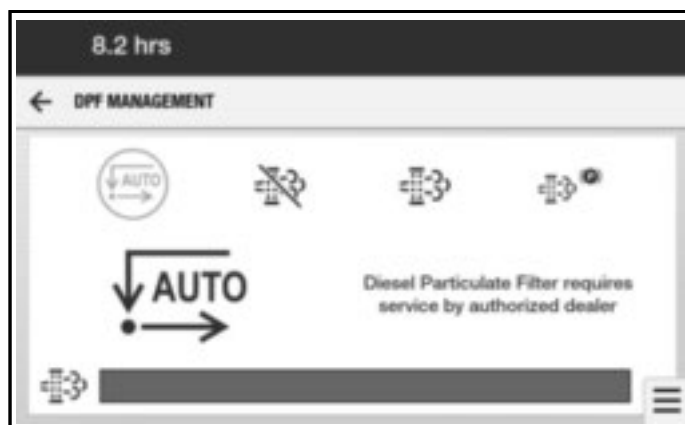 8.2 hrs
DPF MANAGEMENT
AUTO
AUTO
Diesel Particulate Filter requires
service by authorized dealer